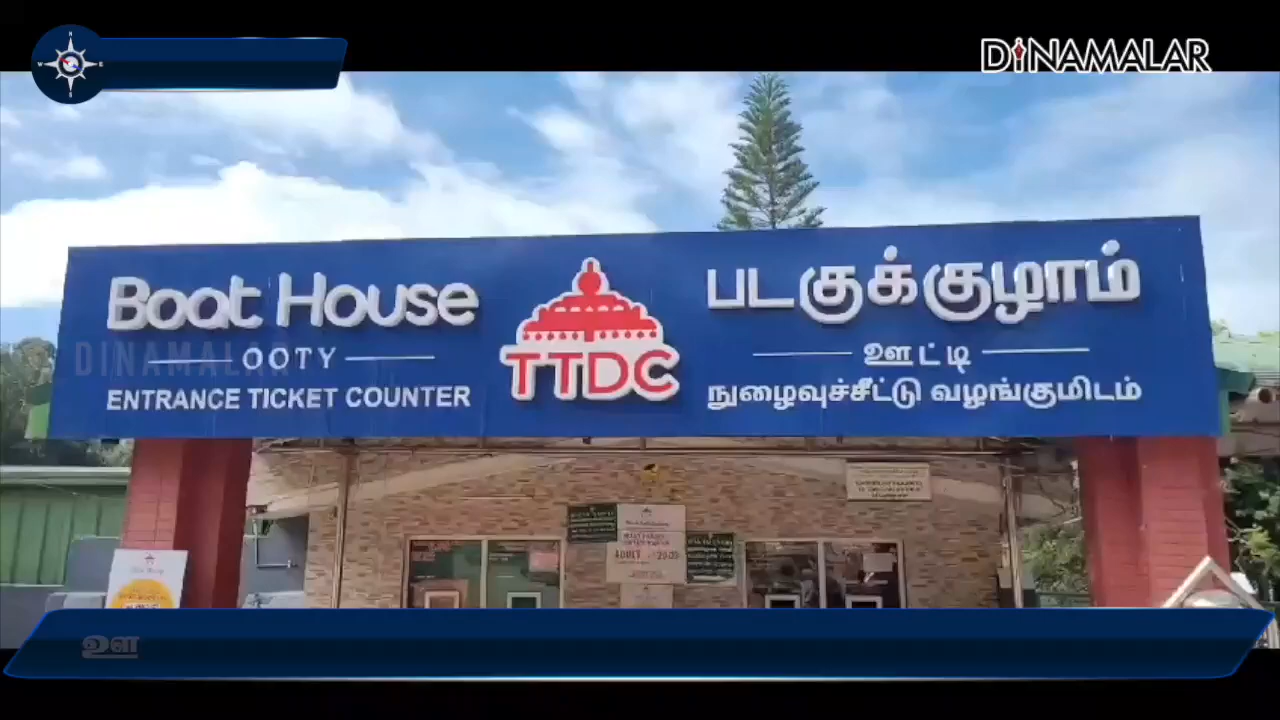 DINAMALAR
Boat House
OOTY
ENTRANCE TICKET COUNTER
TTDC
படகுக்குழாம்
ஊட்டி
நுழைவுச்சீட்டு வழங்குமிடம்
DINAMALAR
ADULT
ஊ